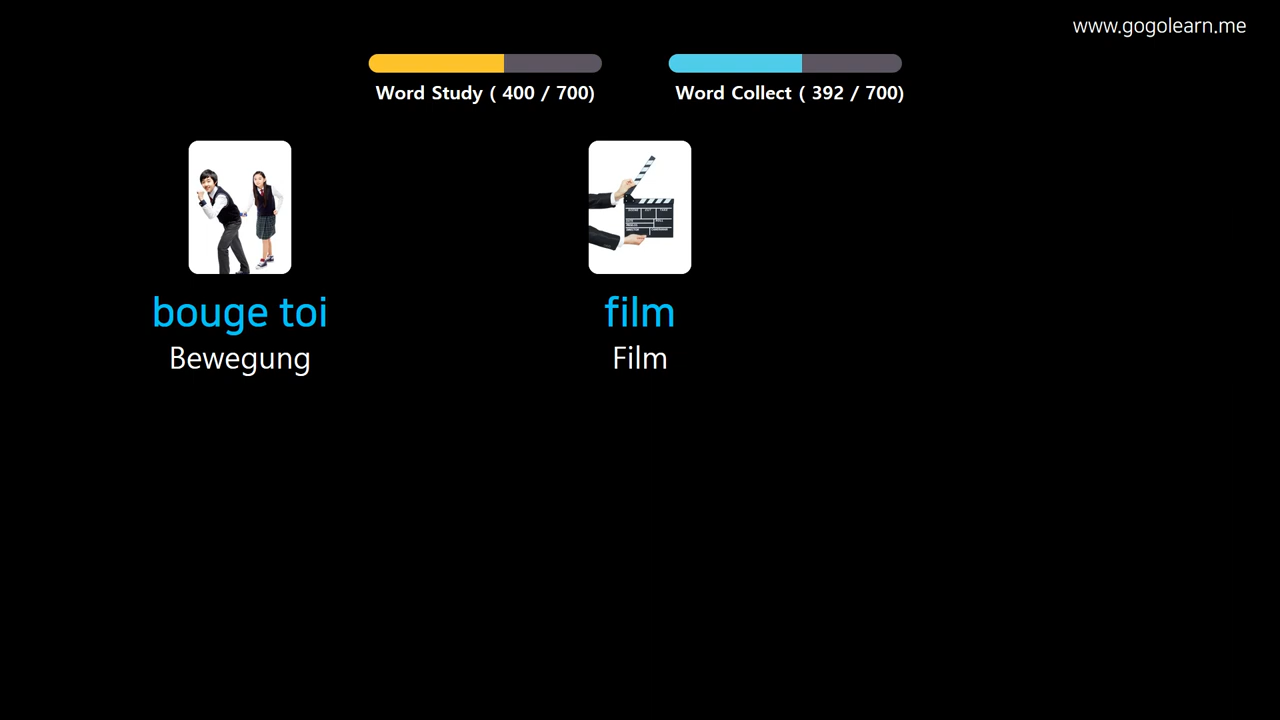 www.gogolearn.me
Word Study ( 400 / 700)
Word Collect ( 392 / 700)
bouge toi
Bewegung
film
Film